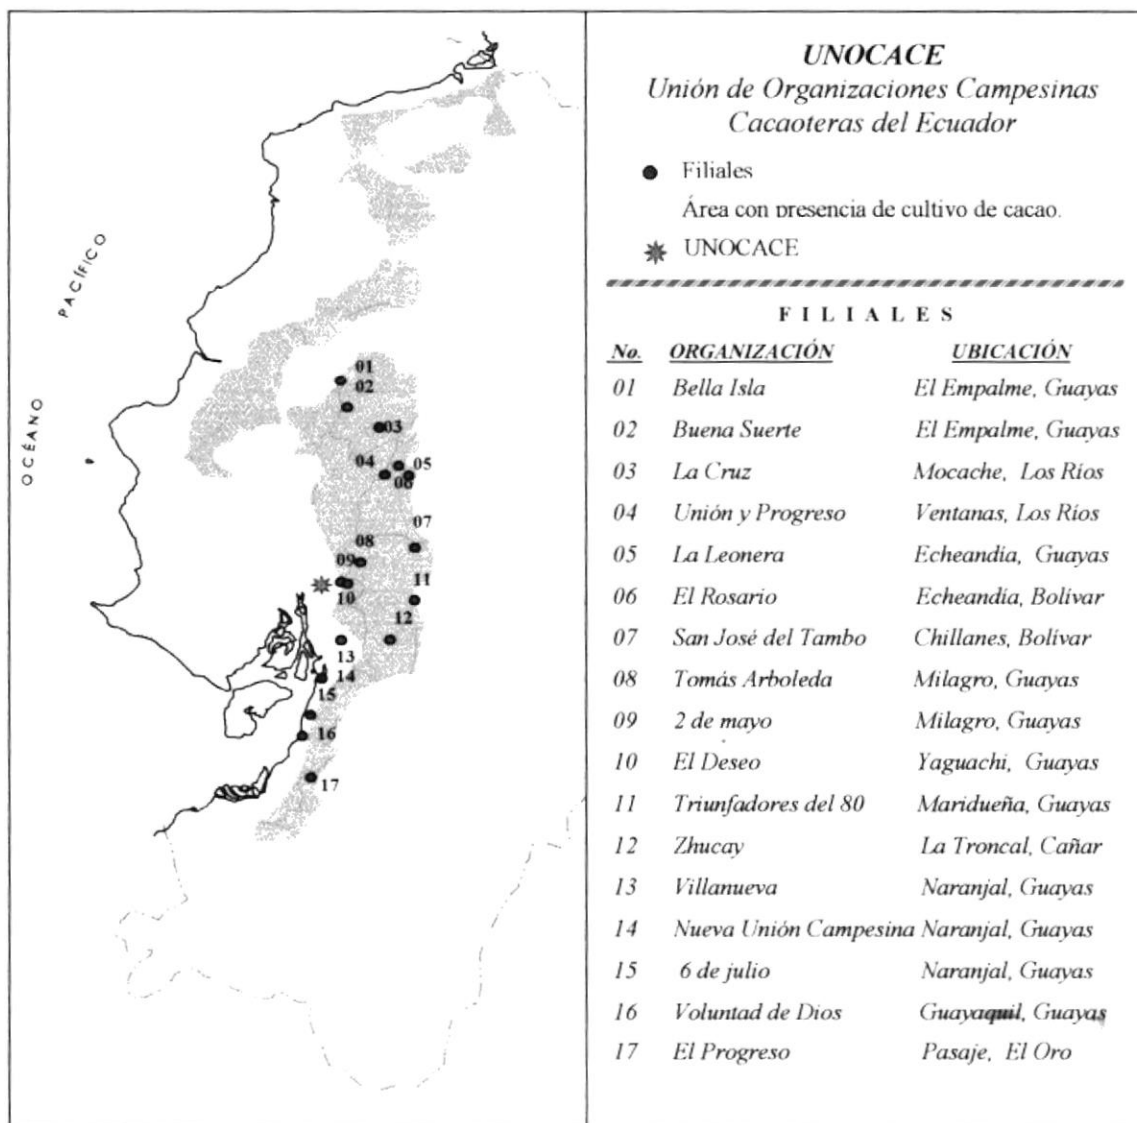 OCÉANO PACÍFICO
01
02
03
04
05
06
07
08
09
10
11
12
13
14
15
16
17
UNOCACE
Unión de Organizaciones Campesinas
Cacaoteras del Ecuador
Filiales
Área con presencia de cultivo de cacao.
UNOCACE
FILIALES
No. ORGANIZACIÓN UBICACIÓN
01 Bella Isla El Empalme, Guayas
02 Buena Suerte El Empalme, Guayas
03 La Cruz Mocache, Los Ríos
04 Unión y Progreso Ventanas, Los Ríos
05 La Leonera Echeandía, Guayas
06 El Rosario Echeandía, Bolívar
07 San José del Tambo Chillanes, Bolívar
08 Tomás Arboleda Milagro, Guayas
09 2 de mayo Milagro, Guayas
10 El Deseo Yaguachi, Guayas
11 Triunfadores del 80 Maridueña, Guayas
12 Zhucay La Troncal, Cañar
13 Villanueva Naranjal, Guayas
14 Nueva Unión Campesina Naranjal, Guayas
15 6 de julio Naranjal, Guayas
16 Voluntad de Dios Guayaquil, Guayas
17 El Progreso Pasaje, El Oro